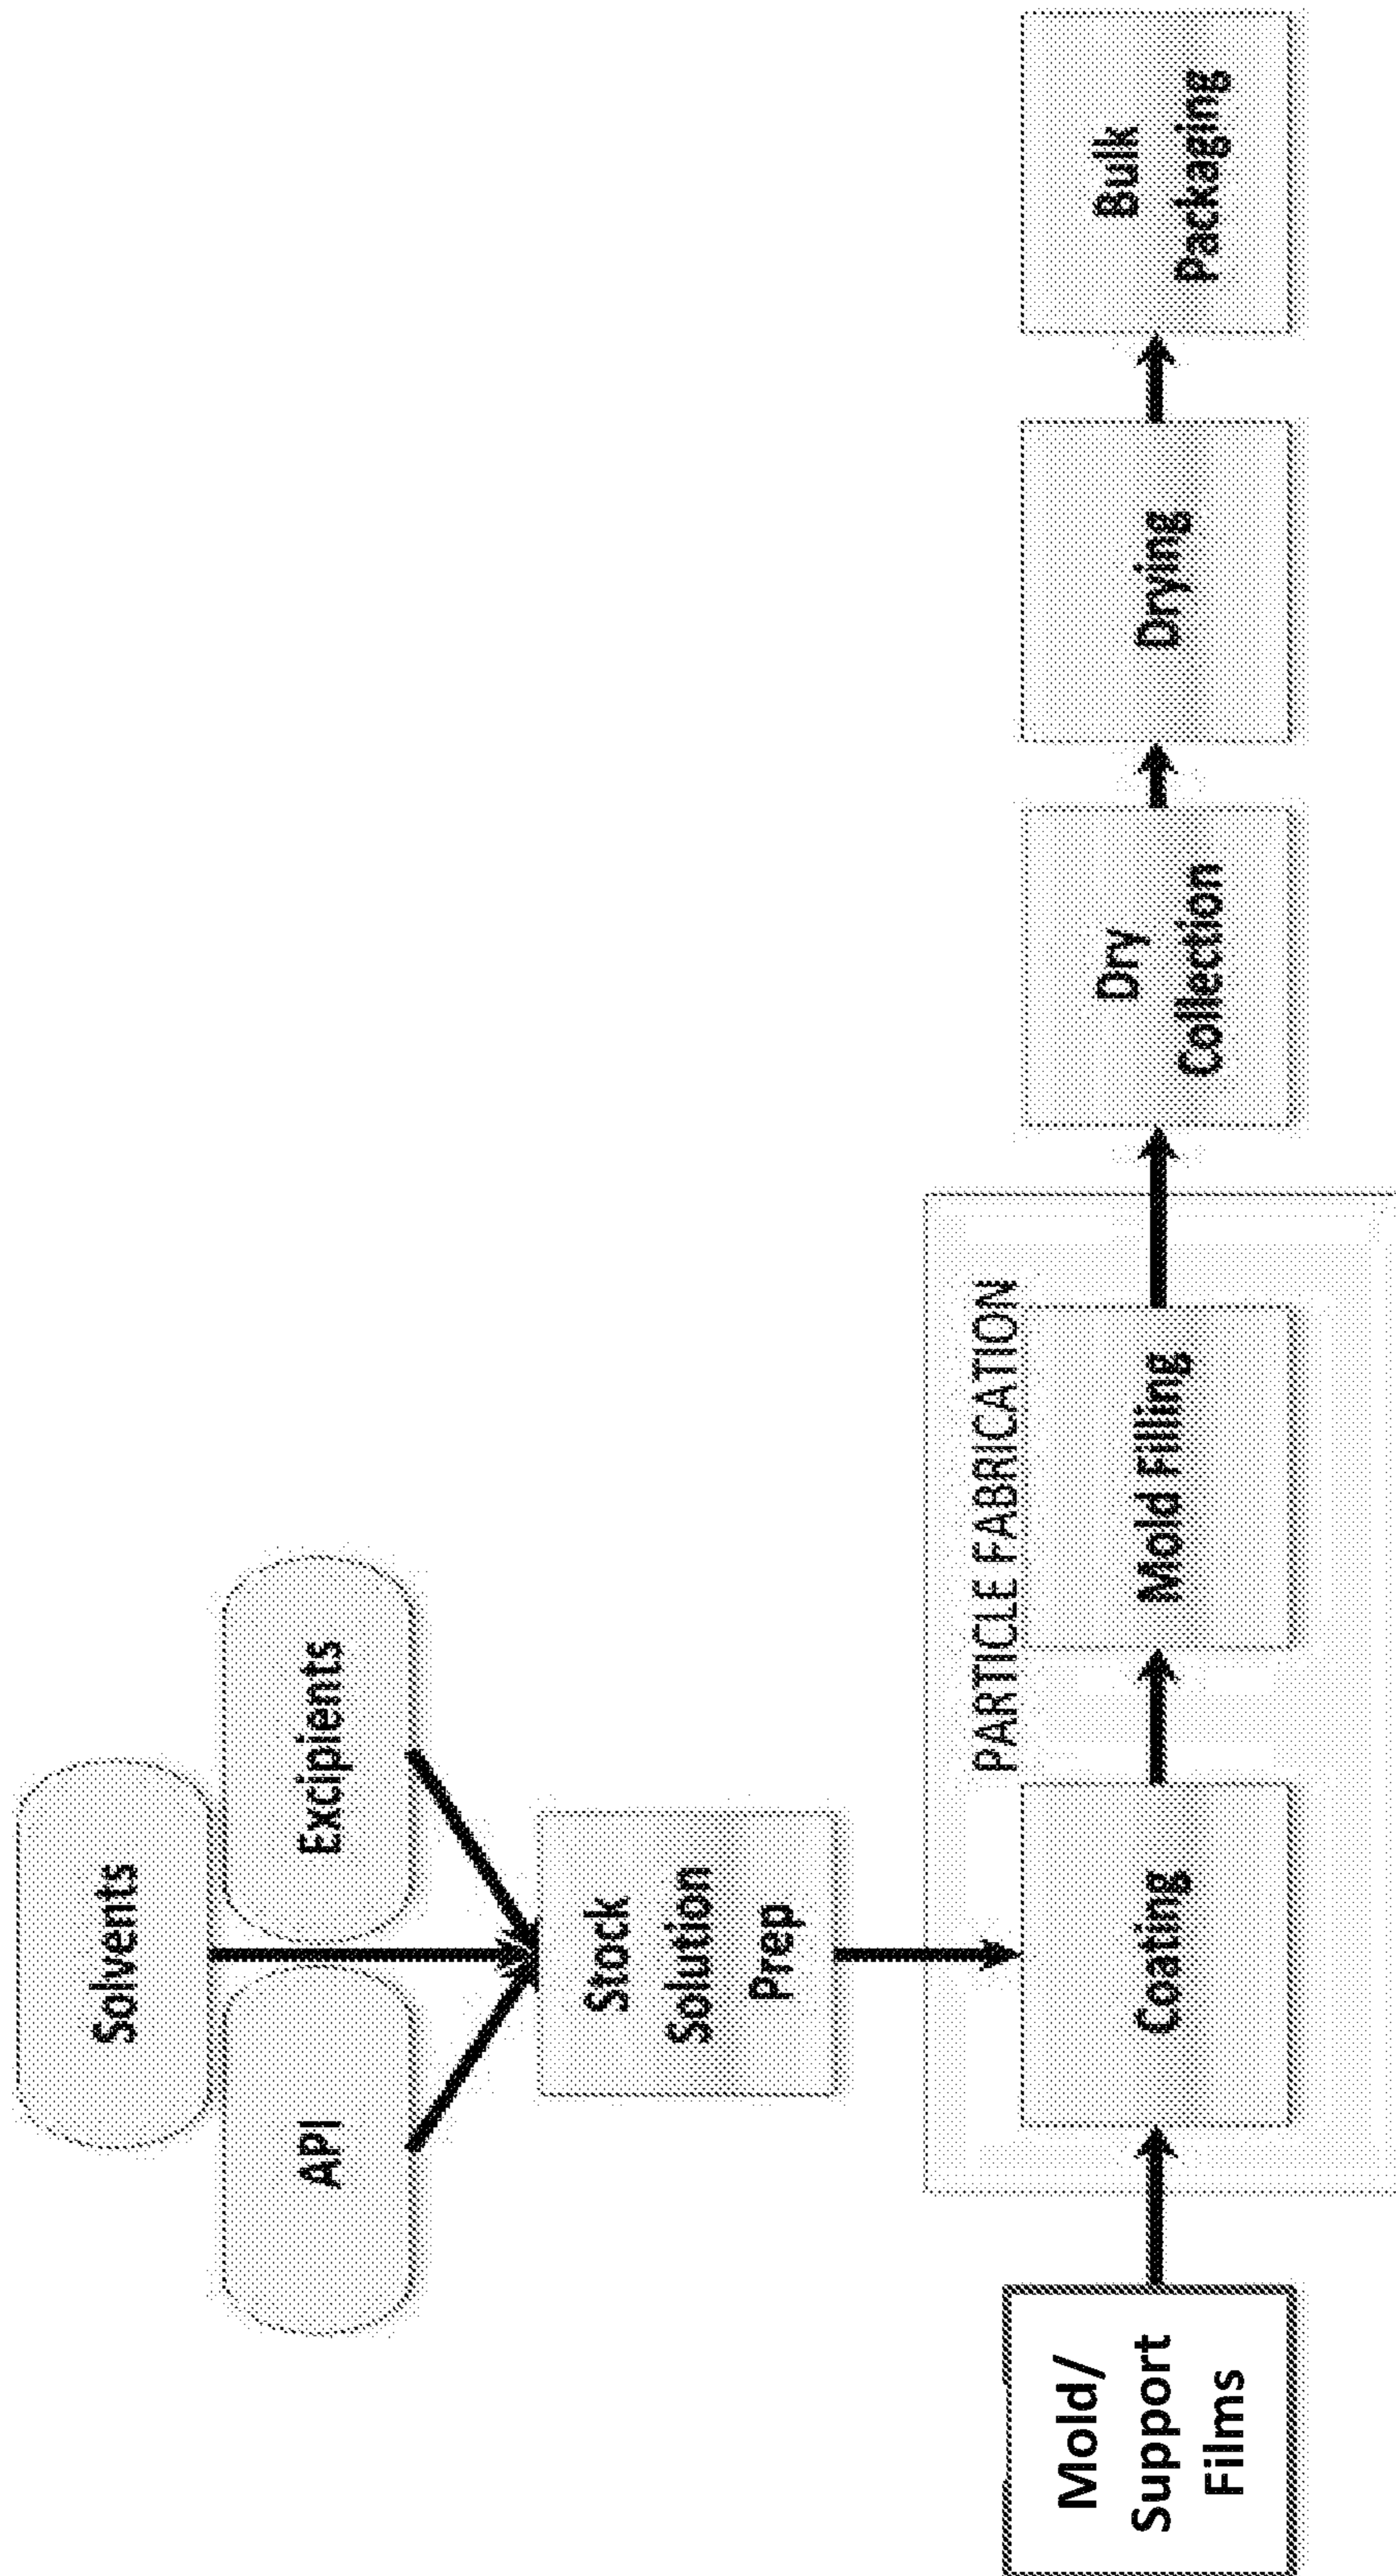 Solvents
API
Excipients
Stock
Solution
Prep
PARTICLE FABRICATION
Mold/
Support
Films
Coating
Mold Filling
Dry
Collection
Drying
Bulk
Packaging